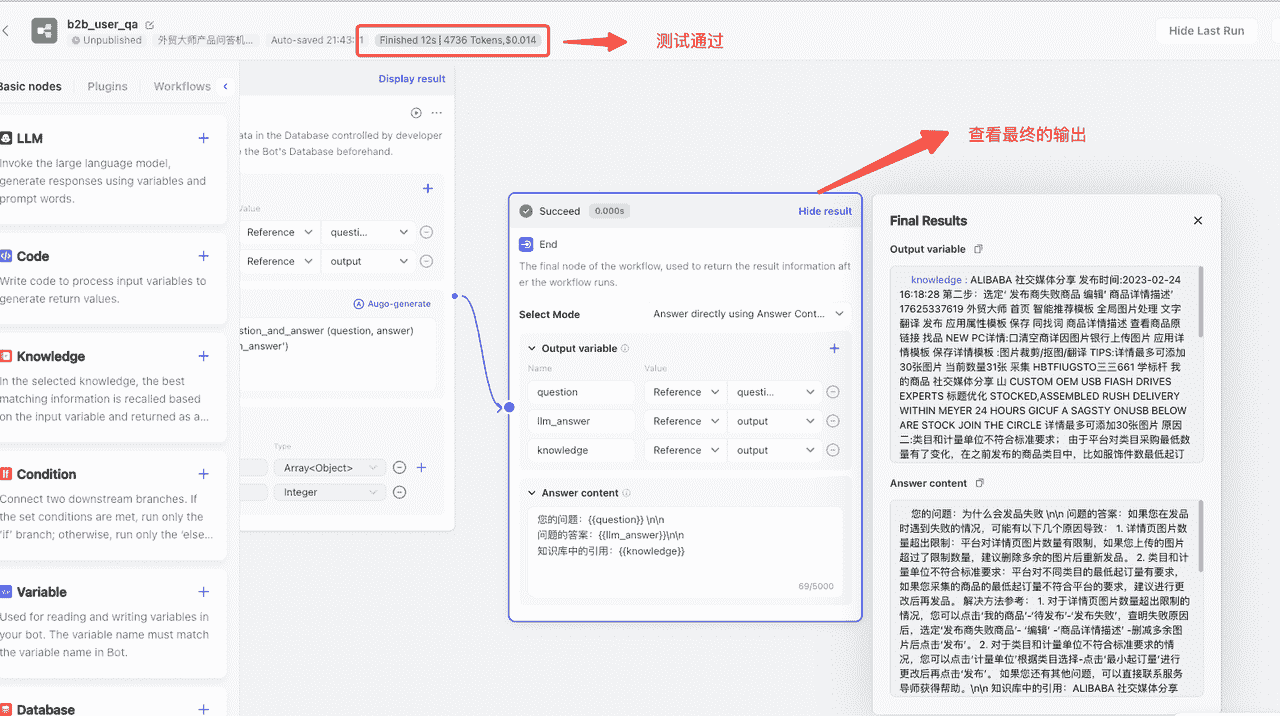 b2b_user_qa
Unpublished
外贸大师产品问答机...
Auto-saved 21:43:
1
Finished 12s | 4736 Tokens,$0.014
测试通过
Hide Last Run
Basic nodes
Plugins
Workflows
LLM
Invoke the large language model,
generate responses using variables and
prompt words.
Code
Write code to process input variables to
generate return values.
Knowledge
In the selected knowledge, the best
matching information is recalled based
on the input variable and returned as a...
Condition
Connect two downstream branches. If
the set conditions are met, run only the
'if' branch; otherwise, run only the 'else...
Variable
Used for reading and writing variables in
your bot. The variable name must match
the variable name in Bot.
Database
Display result
ata in the Database controlled by developer
the Bot's Database beforehand.
Value
Reference
questi...
Reference
output
Augo-generate
stion_and_answer (question, answer)
m_answer')
Type
Array<Object>
Integer
查看最终的输出
Succeed
0.000s
Hide result
End
The final node of the workflow, used to return the result information aft
er the workflow runs.
Select Mode
Answer directly using Answer Cont...
Output variable
Name
Value
question
Reference
questi...
llm_answer
Reference
output
knowledge
Reference
output
Answer content
您的问题：{{question}} \n\n
问题的答案：{{llm_answer}}\n\n
知识库中的引用：{{knowledge}}
69/5000
Final Results
Output variable
knowledge : ALIBABA 社交媒体分享 发布时间:2023-02-24
16:18:28 第二步：选定‘ 发布商失败商品 编辑’ 商品详情描述’
17625337619 外贸大师 首页 智能推荐模板 全局图片处理 文字
翻译 发布 应用属性模板 保存 同找词 商品详情描述 查看商品原
链接 找品 NEW PC详情:口清空商详因图片银行上传图片 应用详
情模板 保存详情模板 :图片裁剪/抠图/翻译 TIPS:详情最多可添加
30张图片 当前数量31张 采集 HBTFIUGSTO三三661 学标杆 我
的商品 社交媒体分享 山 CUSTOM OEM USB FIASH DRIVES
EXPERTS 标题优化 STOCKED,ASSEMBLED RUSH DELIVERY
WITHIN MEYER 24 HOURS GICUF A SAGSTY ONUSB BELOW
ARE STOCK JOIN THE CIRCLE 详情最多可添加30张图片 原因
二:类目和计量单位不符合标准要求； 由于平台对类目采购最低数
量有了变化，在之前发布的商品类目中，比如服饰件数最低起订
Answer content
您的问题：为什么会发品失败 \n\n 问题的答案：如果您在发品
时遇到失败的情况，可能有以下几个原因导致： 1. 详情页图片数
量超出限制：平台对详情页图片数量有限制，如果您上传的图片
超过了限制数量，建议删除多余的图片后重新发品。 2. 类目和计
量单位不符合标准要求：平台对不同类目的最低起订量有要求，
如果您采集的商品的最低起订量不符合平台的要求，建议进行更
改后再发品。 解决方法参考： 1. 对于详情页图片数量超出限制的
情况，您可以点击‘我的商品’-‘待发布’-‘发布失败’，查明失败原因
后，选定‘发布商失败商品’- ‘编辑’ -‘商品详情描述’ -删减多余图
片后点击‘发布’。 2. 对于类目和计量单位不符合标准要求的情
况，您可以点击‘计量单位’根据类目选择-点击‘最小起订量’进行
更改后再点击‘发布’。 如果您还有其他问题，可以直接联系服务
导师获得帮助。\n\n 知识库中的引用：ALIBABA 社交媒体分享